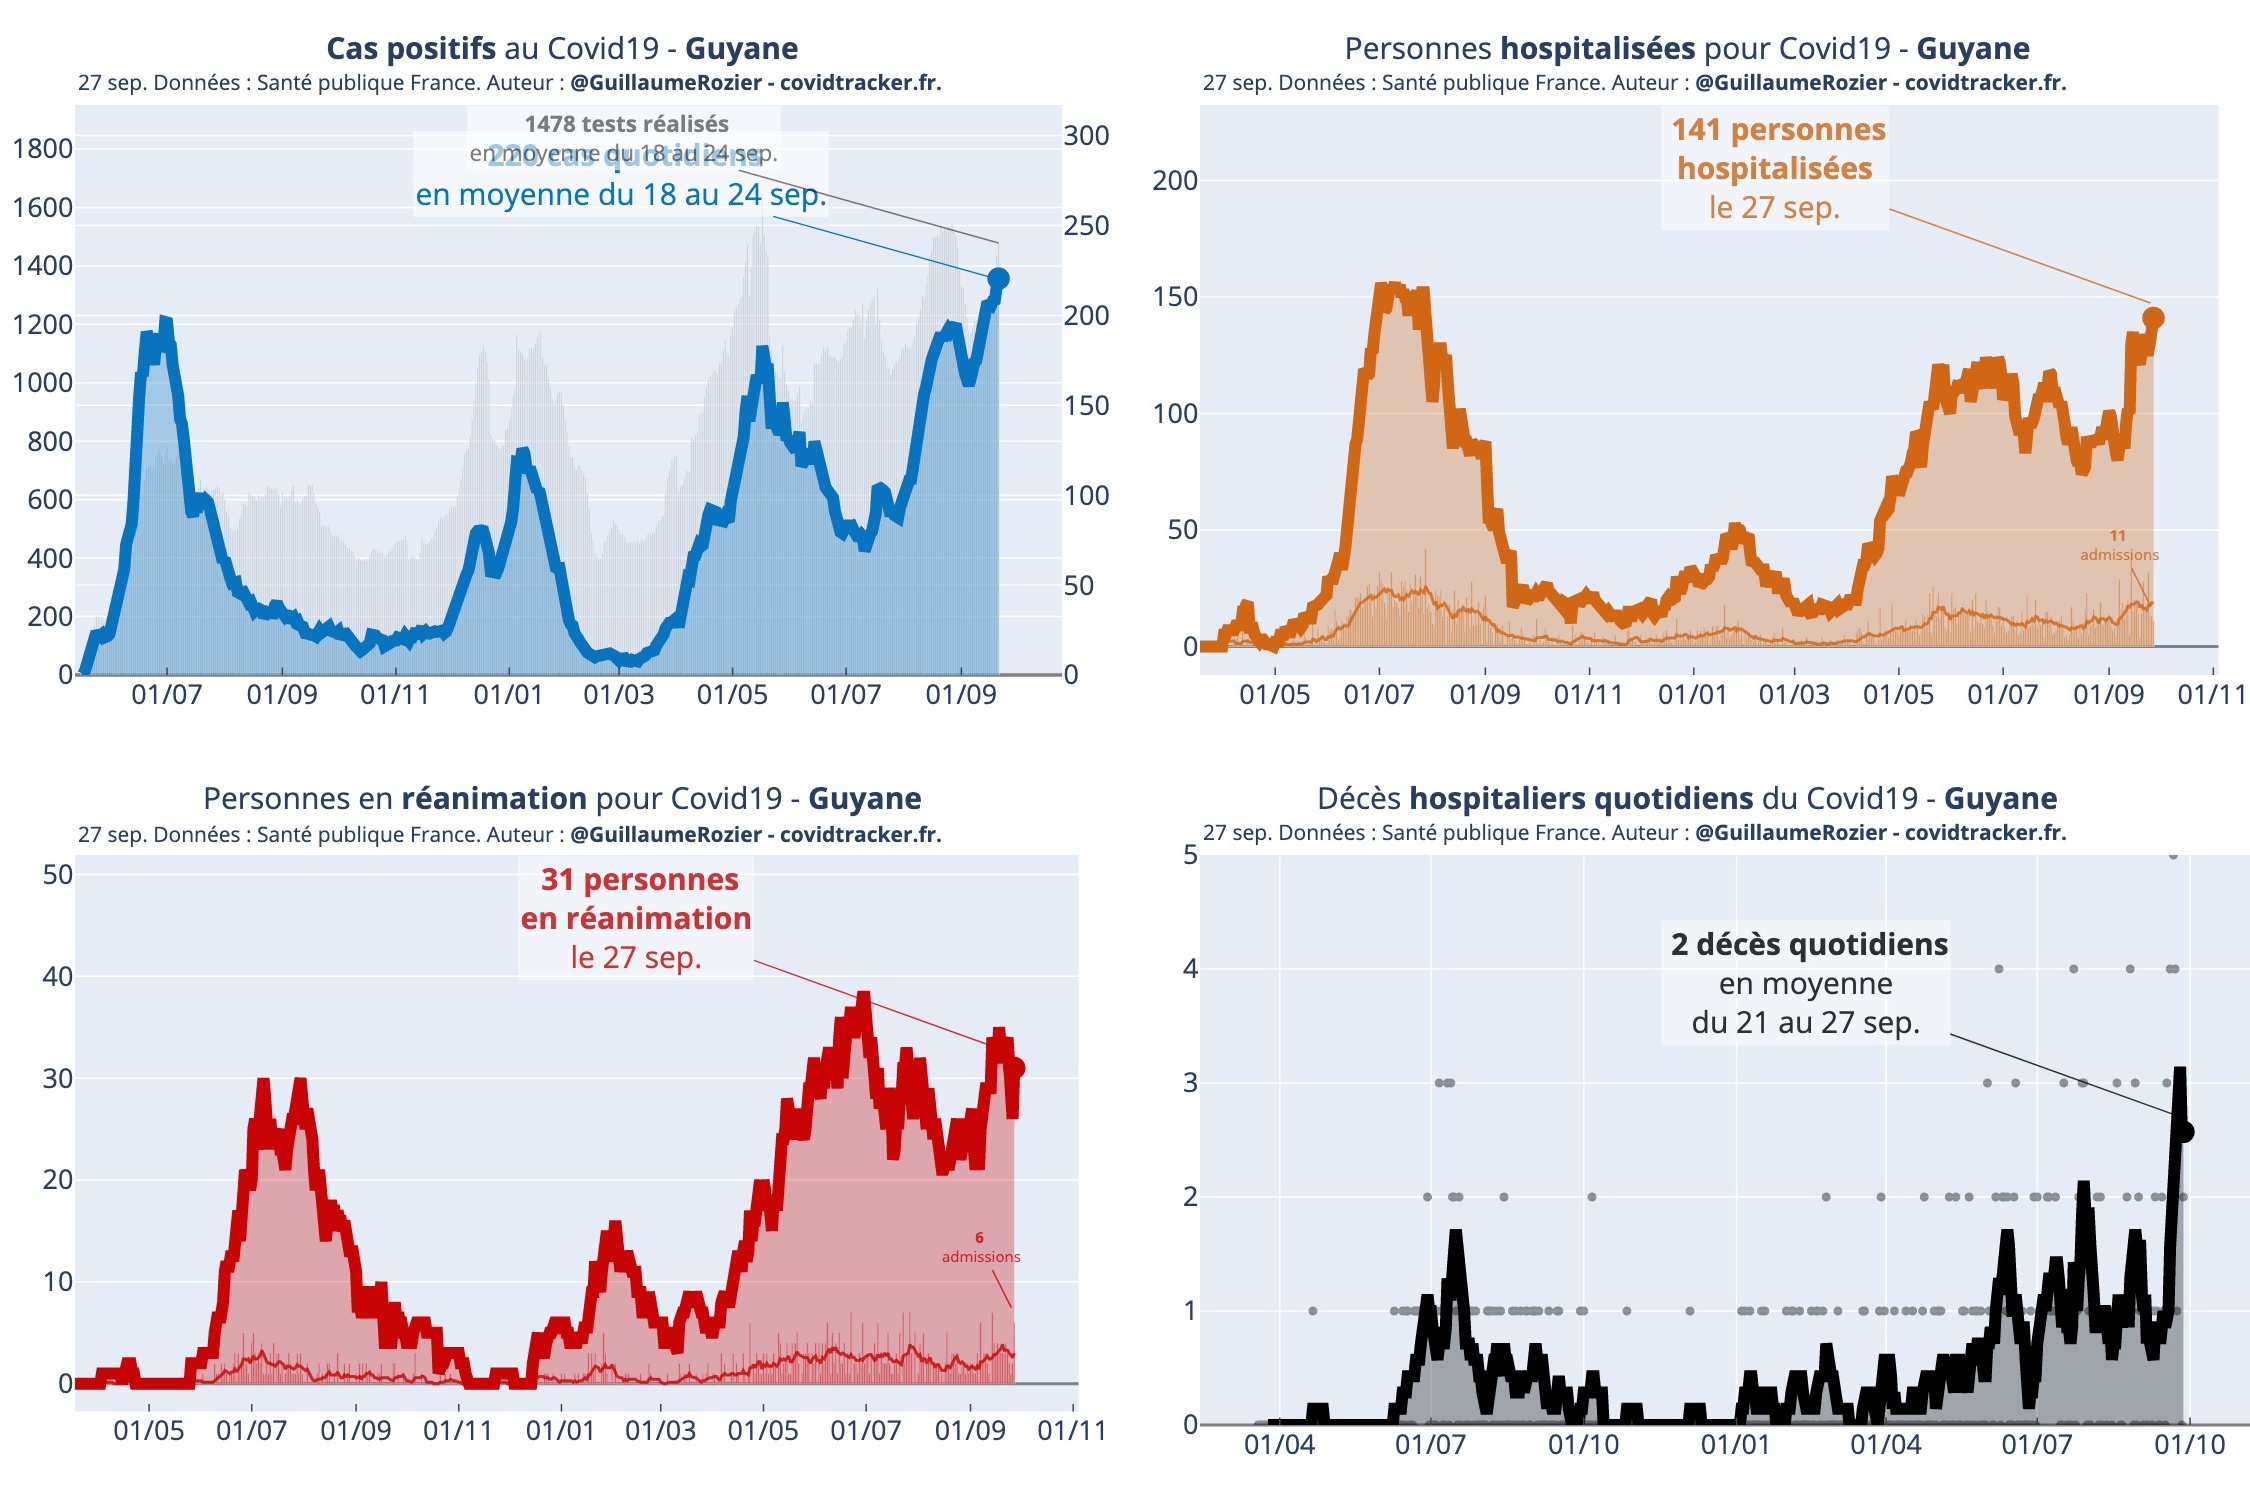 Cas positifs au Covid19 - Guyane
27 sep. Données : Santé publique France. Auteur : @GuillaumeRozier - covidtracker.fr.
1478 tests réalisés
en moyenne du 18 au 24 sep.
220 cas quotidiens
en moyenne du 18 au 24 sep.
1800
1600
1400
1200
1000
800
600
400
200
0
300
250
200
150
100
50
0
01/07 01/09 01/11 01/01 01/03 01/05 01/07 01/09
Personnes hospitalisées pour Covid19 - Guyane
27 sep. Données : Santé publique France. Auteur : @GuillaumeRozier - covidtracker.fr.
141 personnes
hospitalisées
le 27 sep.
200
150
100
50
0
11
admissions
01/05 01/07 01/09 01/11 01/01 01/03 01/05 01/07 01/09 01/11
Personnes en réanimation pour Covid19 - Guyane
27 sep. Données : Santé publique France. Auteur : @GuillaumeRozier - covidtracker.fr.
31 personnes
en réanimation
le 27 sep.
50
40
30
20
10
0
6
admissions
01/05 01/07 01/09 01/11 01/01 01/03 01/05 01/07 01/09 01/11
Décès hospitaliers quotidiens du Covid19 - Guyane
27 sep. Données : Santé publique France. Auteur : @GuillaumeRozier - covidtracker.fr.
2 décès quotidiens
en moyenne
du 21 au 27 sep.
5
4
3
2
1
0
01/04 01/07 01/10 01/01 01/04 01/07 01/10